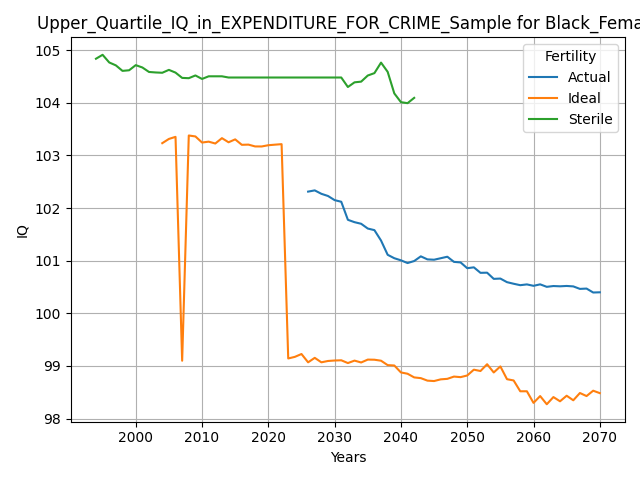 Upper_Quartile_IQ_in_EXPENDITURE_FOR_CRIME_Sample for Black_Fema
105
104
103
102
101
100
99
98
IQ
Fertility
Actual
Ideal
Sterile
2000
2010
2020
2030
2040
2050
2060
2070
Years